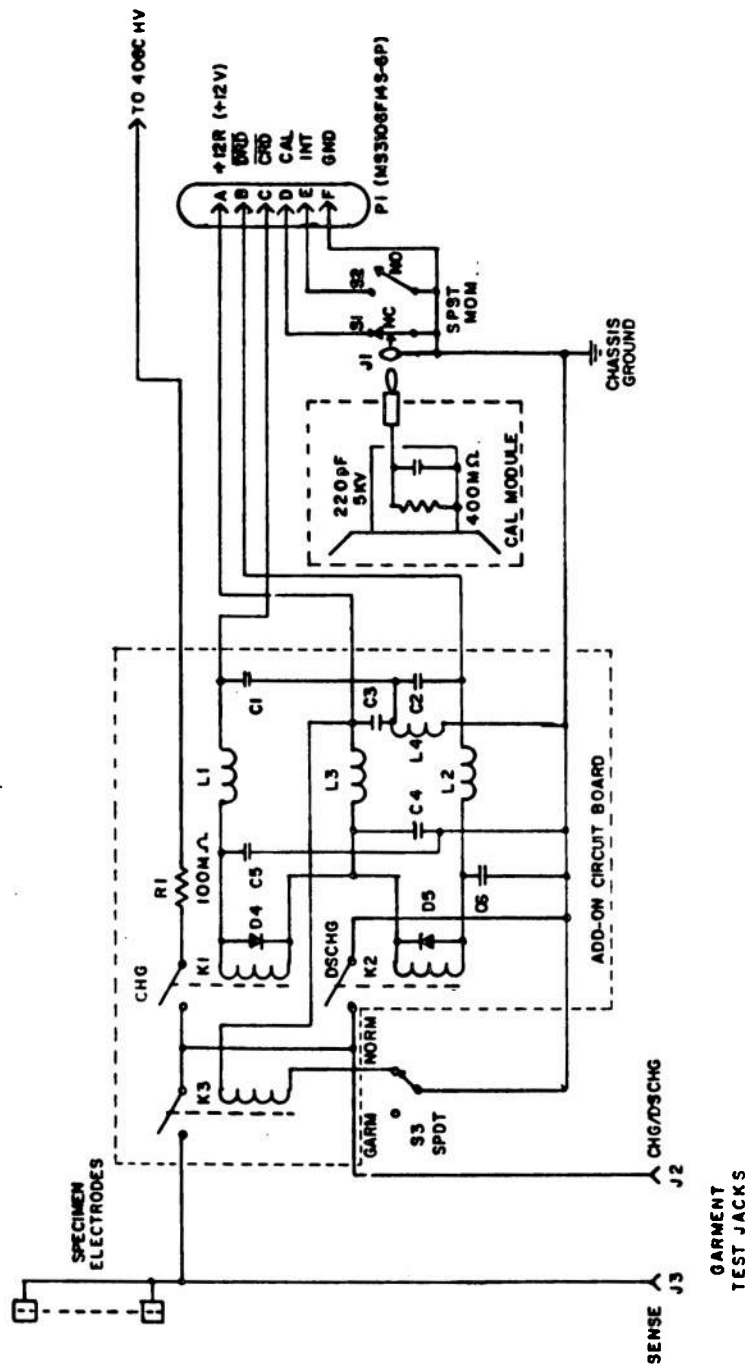 TO 406C HV
A +12R (+12V)
B BRD
C CRD
D CAL
E INT
F GND
P1 (MS3106F14S-6P)
S2
NO
S1
NC
SPST
MOM
J1
CHASSIS
GROUND
220pF
5KV
400MΩ
CAL MODULE
R1
100MΩ
CHG
L1
C1
C3
L3
C2
L4
L2
C4
C5
D4
K1
DSCHG
D5
K2
C6
ADD-ON CIRCUIT BOARD
K3
NORM
GARM
S3
SPDT
SPECIMEN
ELECTRODES
CHG/DSCHG
J2
SENSE
J3
GARMENT
TEST JACKS